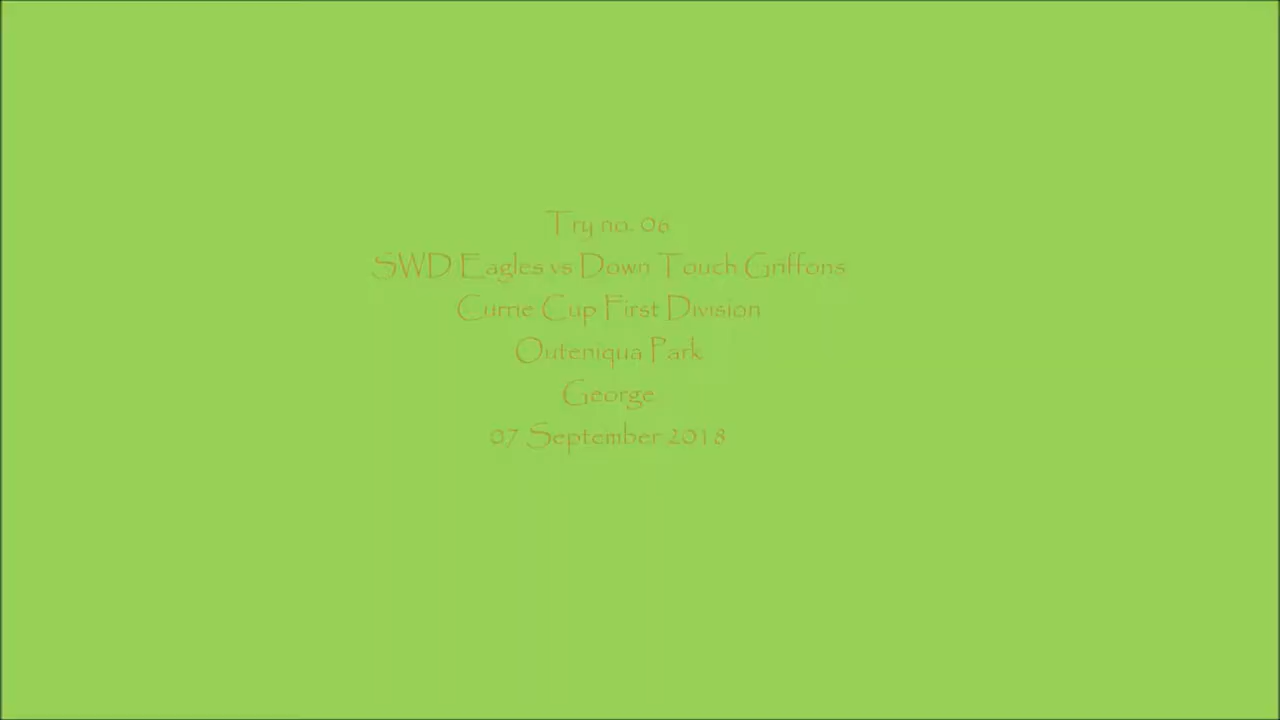 Try no. 06
SWD Eagles vs Down Touch Griffons
Currie Cup First Division
Outeniqua Park
George
07 September 2018